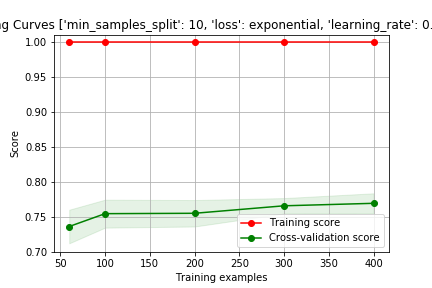 g Curves ['min_samples_split': 10, 'loss': exponential, 'learning_rate': 0.
1.00
0.95
0.90
0.85
0.80
0.75
0.70
Score
Training score
Cross-validation score
50 100 150 200 250 300 350 400
Training examples